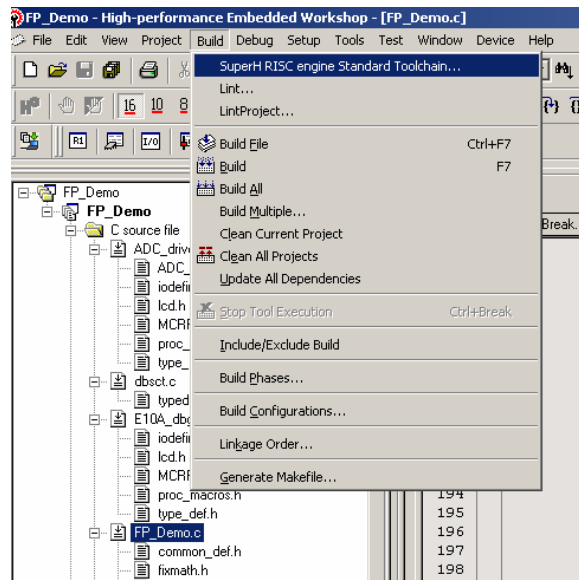 FP_Demo - High-performance Embedded Workshop - [FP_Demo.c]
File Edit View Project Build Debug Setup Tools Test Window Device Help
SuperH RISC engine Standard Toolchain...
Lint...
LintProject...
16 10 8
R1 I/O
Build File Ctrl+F7
Build F7
Build All
Build Multiple...
Clean Current Project
Clean All Projects
Update All Dependencies
Stop Tool Execution Ctrl+Break
Include/Exclude Build
Build Phases...
Build Configurations...
Linkage Order...
Generate Makefile...
Break.
FP_Demo
FP_Demo
C source file
ADC_drive
ADC_
iodefin
lcd.h
MCRF
proc_
type_
dbsct.c
typed
E10A_dbg
iodefin
lcd.h
MCRF
proc_macros.h
type_def.h
FP_Demo.c
common_def.h
fixmath.h
194
195
196
197
198